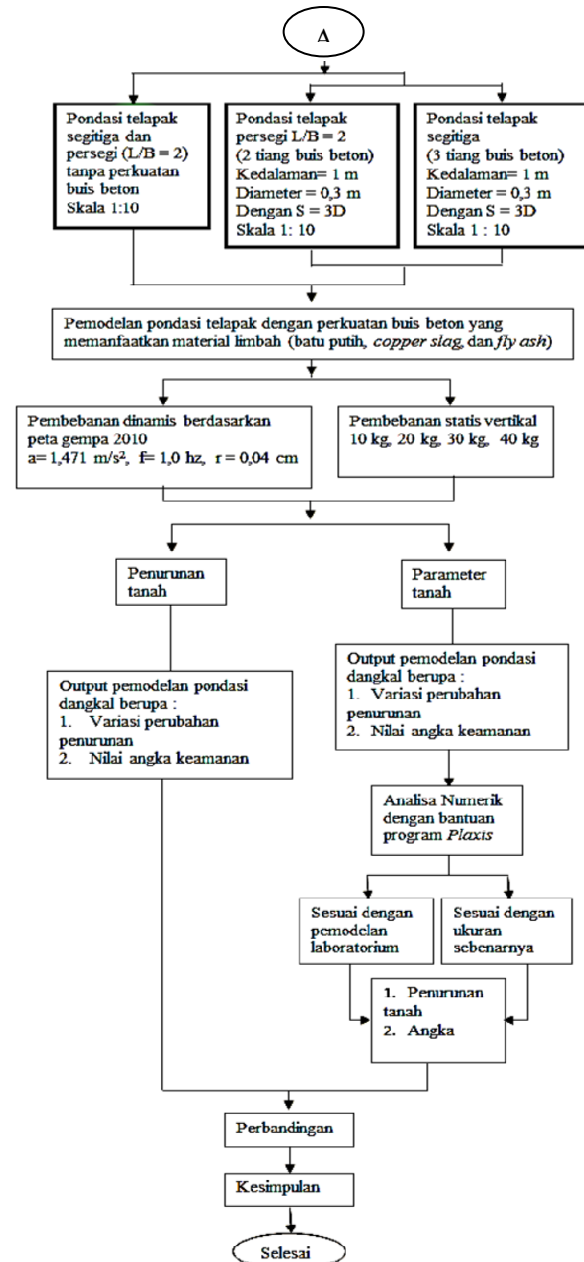 A
Pondasi telapak
segitiga dan
persegi (L/B = 2)
tanpa perkuatan
buis beton
Skala 1:10
Pondasi telapak
persegi L/B = 2
(2 tiang buis beton)
Kedalaman= 1 m
Diameter = 0,3 m
Dengan S = 3D
Skala 1: 10
Pondasi telapak
segitiga
(3 tiang buis beton)
Kedalaman= 1 m
Diameter = 0,3 m
Dengan S = 3D
Skala 1 : 10
Pemodelan pondasi telapak dengan perkuatan buis beton yang
memanfaatkan material limbah (batu putih, copper slag, dan fly ash)
Pembebanan dinamis berdasarkan
peta gempa 2010
a= 1,471 m/s², f= 1,0 hz, r = 0,04 cm
Pembebanan statis vertikal
10 kg, 20 kg, 30 kg, 40 kg
Penurunan
tanah
Parameter
tanah
Output pemodelan pondasi
dangkal berupa :
1. Variasi perubahan
penurunan
2. Nilai angka keamanan
Output pemodelan pondasi
dangkal berupa :
1. Variasi perubahan
penurunan
2. Nilai angka keamanan
Analisa Numerik
dengan bantuan
program Plaxis
Sesuai dengan
pemodelan
laboratorium
Sesuai dengan
ukuran
sebenarnya
1. Penurunan
tanah
2. Angka
Perbandingan
Kesimpulan
Selesai